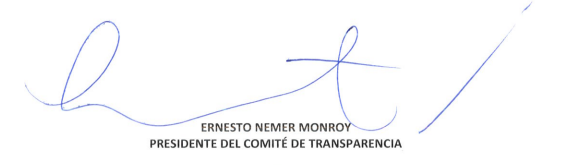 ERNESTO NEMER MONROY
PRESIDENTE DEL COMITÉ DE TRANSPARENCIA